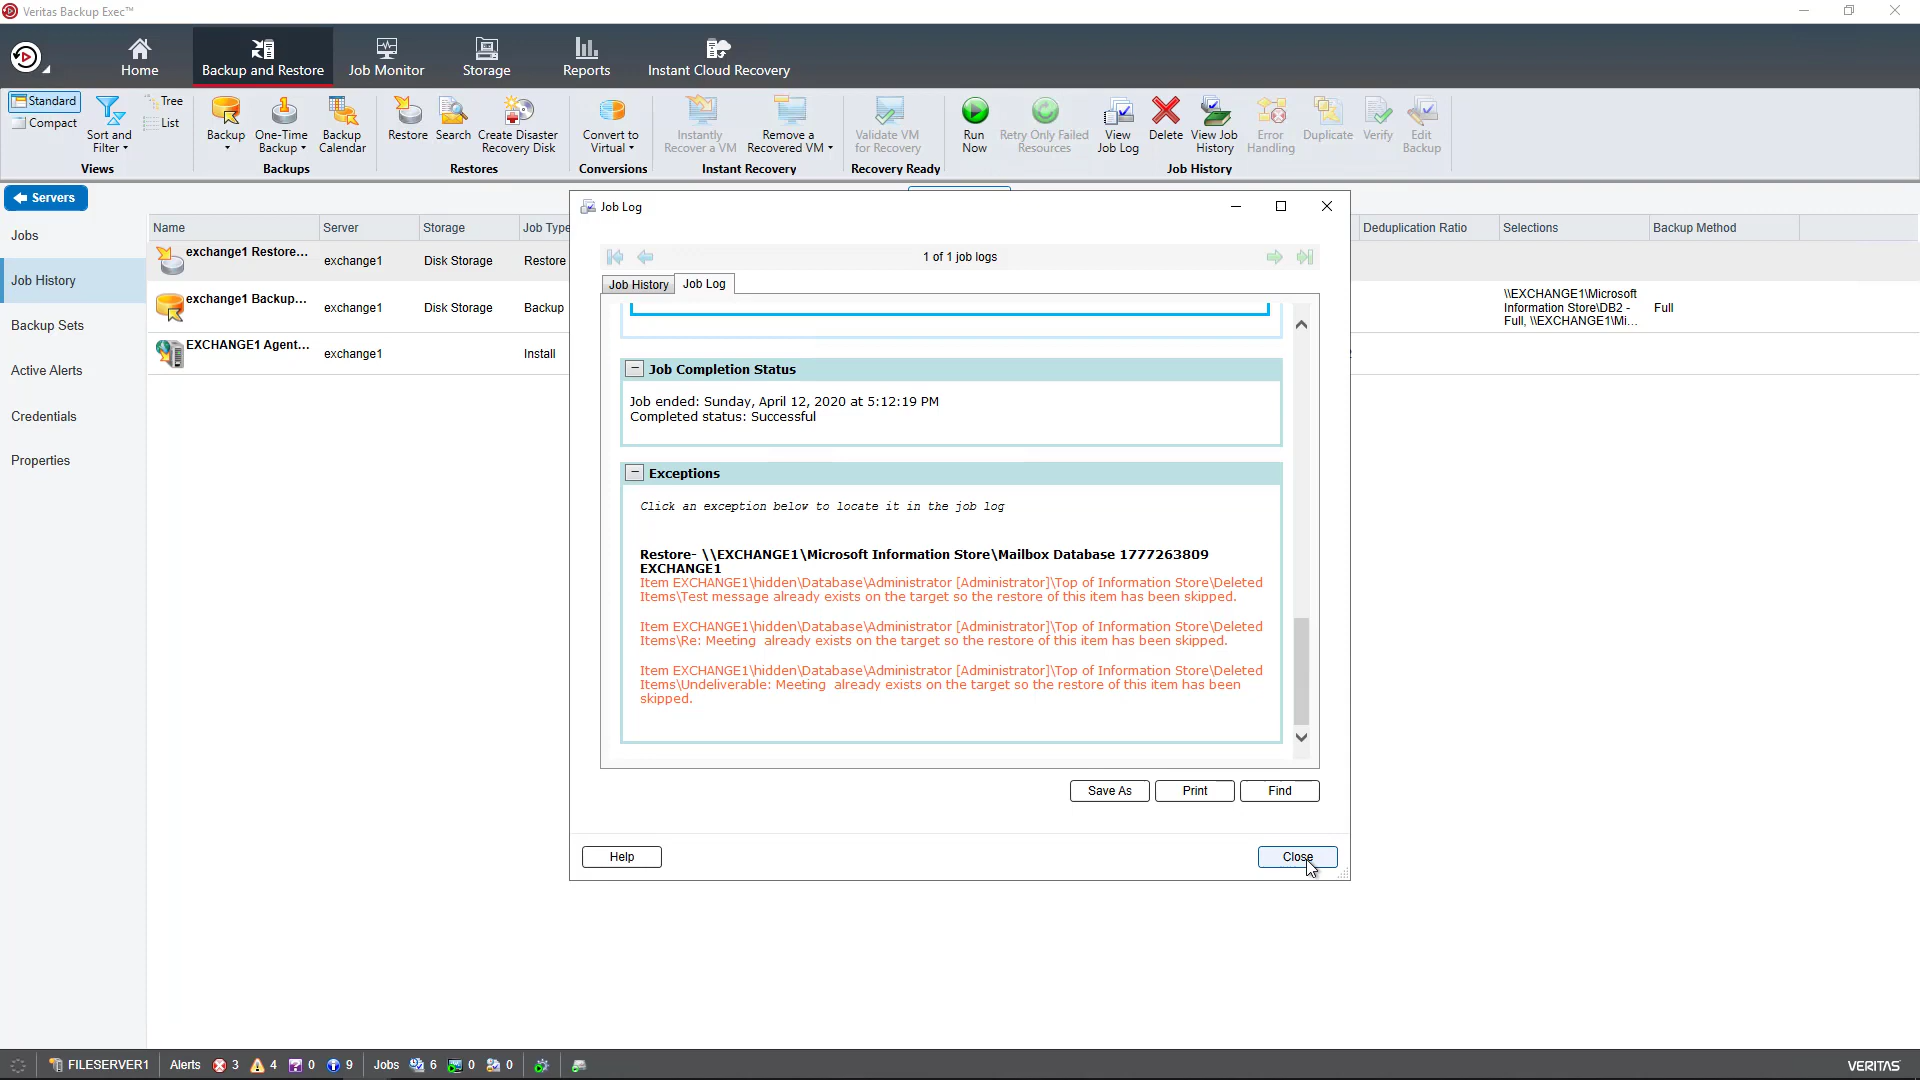 Veritas Backup Exec™
Home
Backup and Restore
Job Monitor
Storage
Reports
Instant Cloud Recovery
Standard
Compact
Sort and
Filter
Tree
List
Views
Backup
One-Time
Backup
Backup
Calendar
Backups
Restore
Search
Create Disaster
Recovery Disk
Restores
Convert to
Virtual
Conversions
Instantly
Recover a VM
Remove a
Recovered VM
Instant Recovery
Validate VM
for Recovery
Recovery Ready
Run
Now
Retry Only Failed
Resources
View
Job Log
Delete
View Job
History
Error
Handling
Duplicate
Verify
Edit
Backup
Job History
Servers
Jobs
Job History
Backup Sets
Active Alerts
Credentials
Properties
Name Server Storage Job Type Deduplication Ratio Selections Backup Method
exchange1 Restore... exchange1 Disk Storage Restore
exchange1 Backup... exchange1 Disk Storage Backup
\\EXCHANGE1\Microsoft
Information Store\DB2 -
Full, \\EXCHANGE1\Mi...
Full
EXCHANGE1 Agent... exchange1 Install
Job Log
1 of 1 job logs
Job History
Job Log
Job Completion Status
Job ended: Sunday, April 12, 2020 at 5:12:19 PM
Completed status: Successful
Exceptions
Click an exception below to locate it in the job log
Restore- \\EXCHANGE1\Microsoft Information Store\Mailbox Database 1777263809
EXCHANGE1
Item EXCHANGE1\hidden\Database\Administrator [Administrator]\Top of Information Store\Deleted
Items\Test message already exists on the target so the restore of this item has been skipped.
Item EXCHANGE1\hidden\Database\Administrator [Administrator]\Top of Information Store\Deleted
Items\Re: Meeting  already exists on the target so the restore of this item has been skipped.
Item EXCHANGE1\hidden\Database\Administrator [Administrator]\Top of Information Store\Deleted
Items\Undeliverable: Meeting  already exists on the target so the restore of this item has been
skipped.
Save As
Print
Find
Help
Close
FILESERVER1
Alerts 3 4 0 9
Jobs 6 0 0
VERITAS